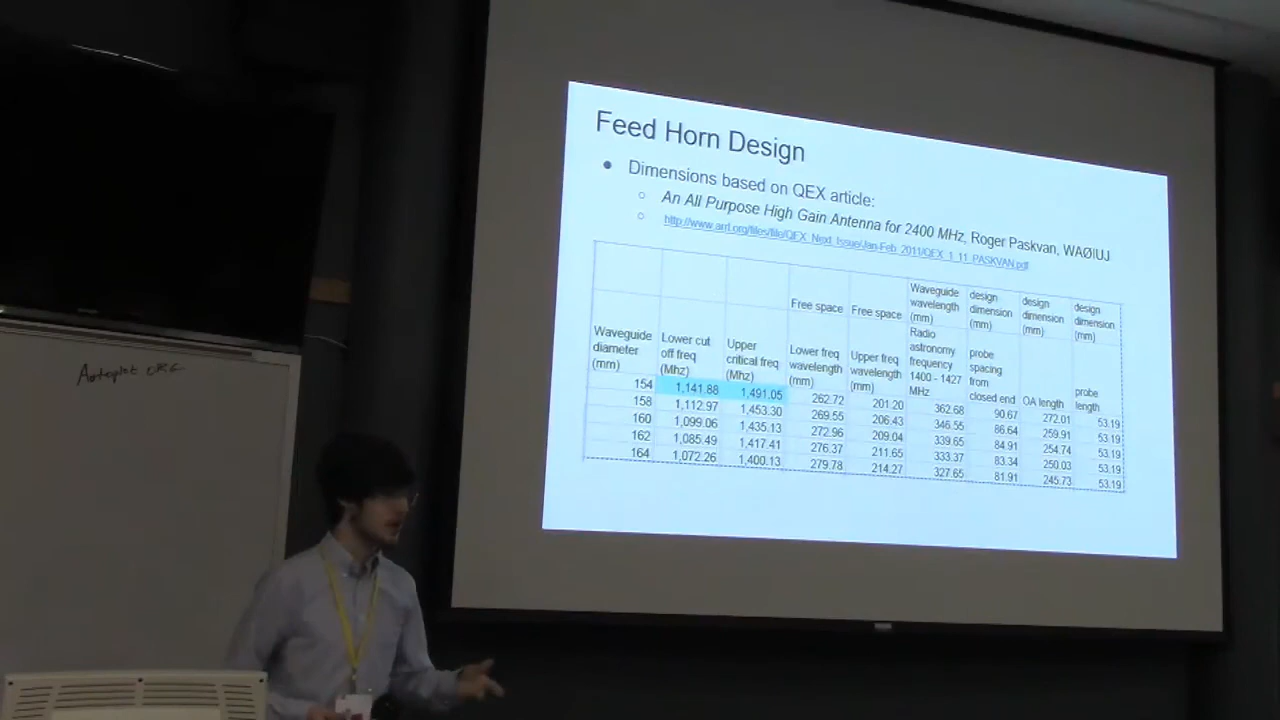 Feed Horn Design
Dimensions based on QEX article:
An All Purpose High Gain Antenna for 2400 MHz, Roger Paskvan, WAØIUJ
http://www.arrl.org/files/file/QEX_Next_Issue/Jan-Feb_2011/QEX_1_11_PASKVAN.pdf
Free space Free space Waveguide wavelength (mm) design dimension (mm) design dimension (mm) design dimension (mm)
Waveguide diameter (mm) Lower cut off freq (Mhz) Upper critical freq (Mhz) Lower freq wavelength (mm) Upper freq wavelength (mm) Radio astronomy frequency 1400 - 1427 MHz probe spacing from closed end OA length probe length
154 1,141.88 1,491.05 262.72 201.20 362.68 90.67 272.01 53.19
158 1,112.97 1,453.30 269.55 206.43 346.55 86.64 259.91 53.19
160 1,099.06 1,435.13 272.96 209.04 339.65 84.91 254.74 53.19
162 1,085.49 1,417.41 276.37 211.65 333.37 83.34 250.03 53.19
164 1,072.26 1,400.13 279.78 214.27 327.65 81.91 245.73 53.19